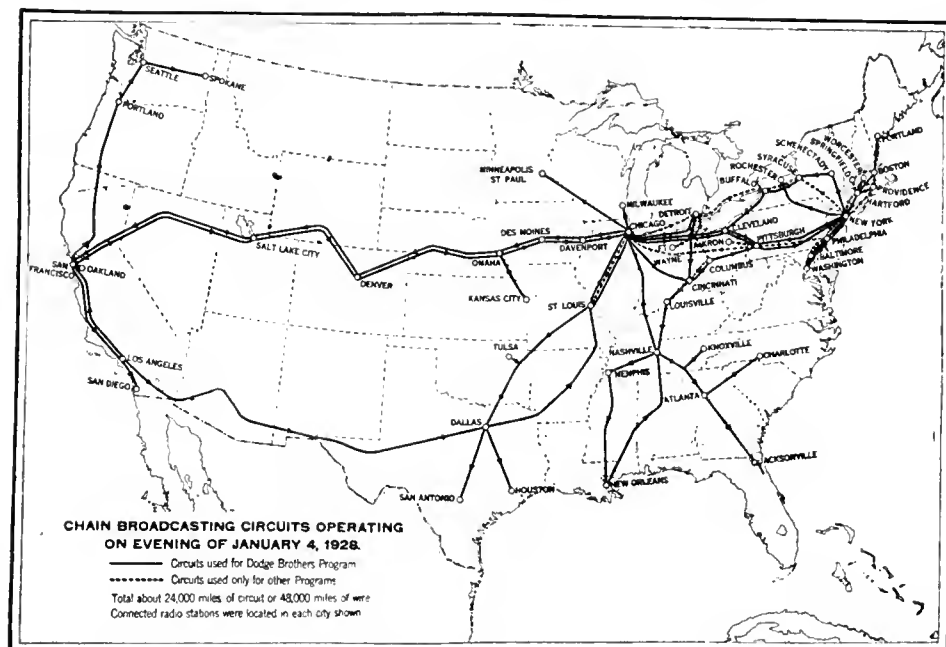 SEATTLE
SPOKANE
PORTLAND
MINNEAPOLIS
ST PAUL
MILWAUKEE
CHICAGO
DETROIT
BUFFALO
ROCHESTER
SYRACUSE
SCHENECTADY
SPRINGFIELD
WORCESTER
PORTLAND
BOSTON
PROVIDENCE
HARTFORD
NEW YORK
PHILADELPHIA
BALTIMORE
WASHINGTON
CLEVELAND
AKRON
PITTSBURGH
FT
WAYNE
COLUMBUS
CINCINNATI
LOUISVILLE
DES MOINES
DAVENPORT
OMAHA
SALT LAKE CITY
DENVER
SAN
FRANCISCO
OAKLAND
KANSAS CITY
ST LOUIS
TULSA
NASHVILLE
KNOXVILLE
CHARLOTTE
MEMPHIS
ATLANTA
LOS ANGELES
SAN DIEGO
DALLAS
JACKSONVILLE
SAN ANTONIO
HOUSTON
NEW ORLEANS
CHAIN BROADCASTING CIRCUITS OPERATING
ON EVENING OF JANUARY 4, 1928.
Circuits used for Dodge Brothers Program
Circuits used only for other Programs
Total about 24,000 miles of circuit or 48,000 miles of wire
Connected radio stations were located in each city shown